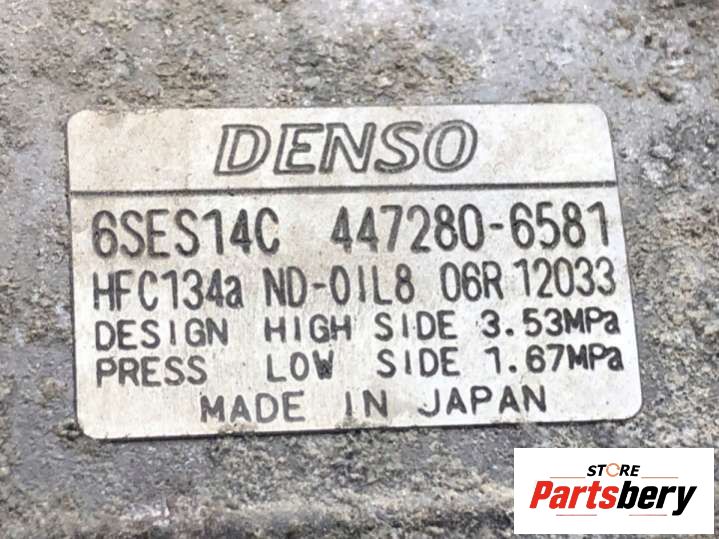 DENSO
6SES14C 447280-6581
HFC134a ND-OIL8 06R 12033
DESIGN HIGH SIDE 3.53MPa
PRESS LOW SIDE 1.67MPa
MADE IN JAPAN
STORE
Partsbery